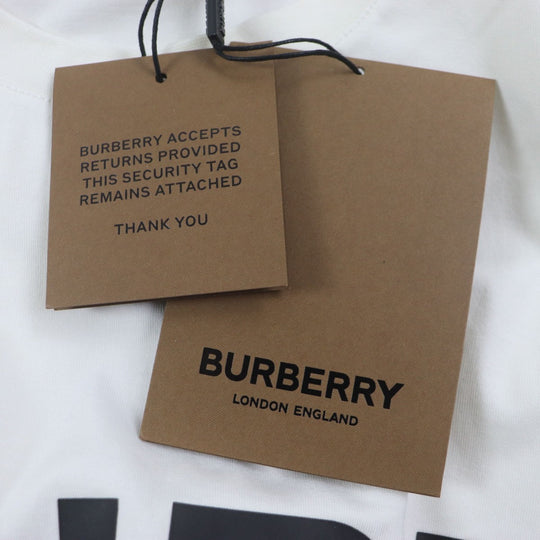 BURBERRY ACCEPTS
RETURNS PROVIDED
THIS SECURITY TAG
REMAINS ATTACHED
THANK YOU
BURBERRY
LONDON ENGLAND